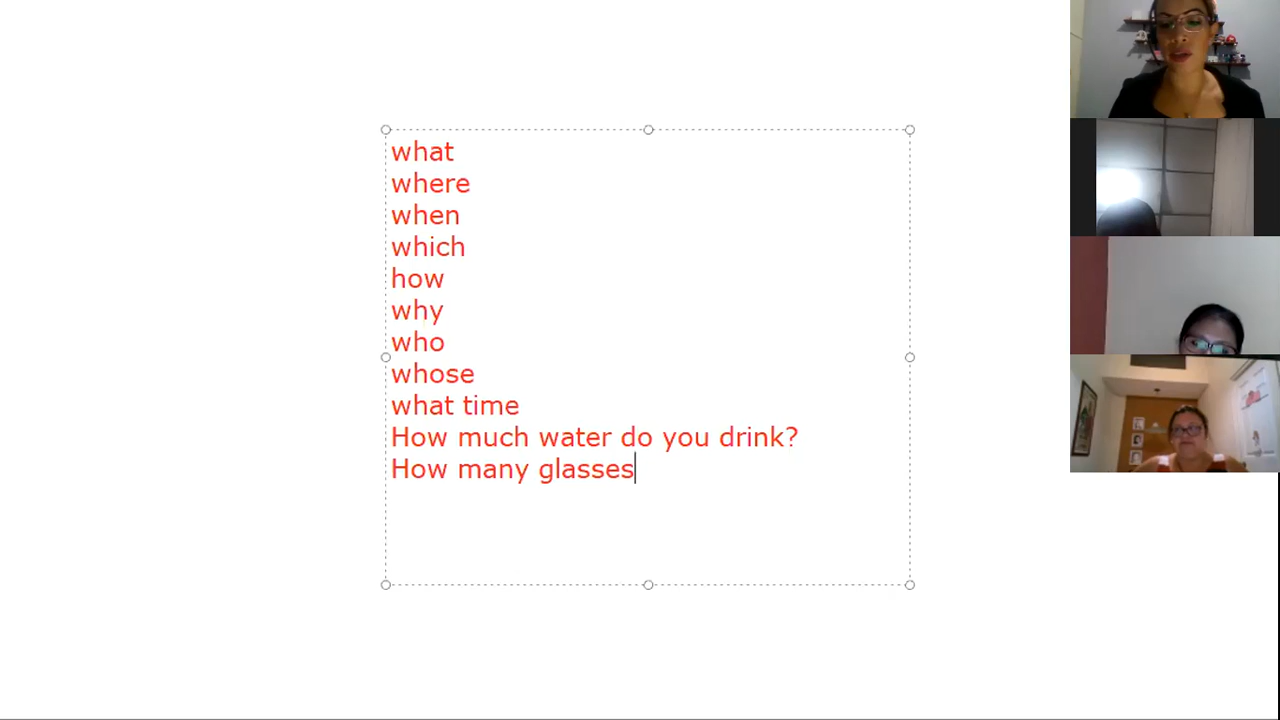 what
where
when
which
how
why
who
whose
what time
How much water do you drink?
How many glasses